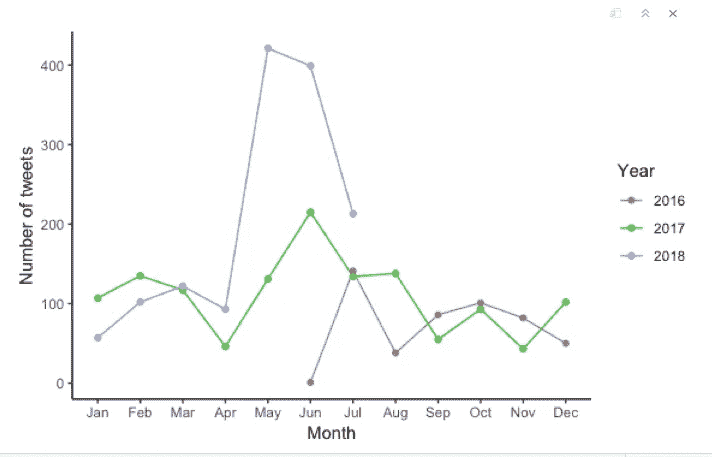 400
300
200
100
0
Number of tweets
Jan Feb Mar Apr May Jun Jul Aug Sep Oct Nov Dec
Month
Year
2016
2017
2018